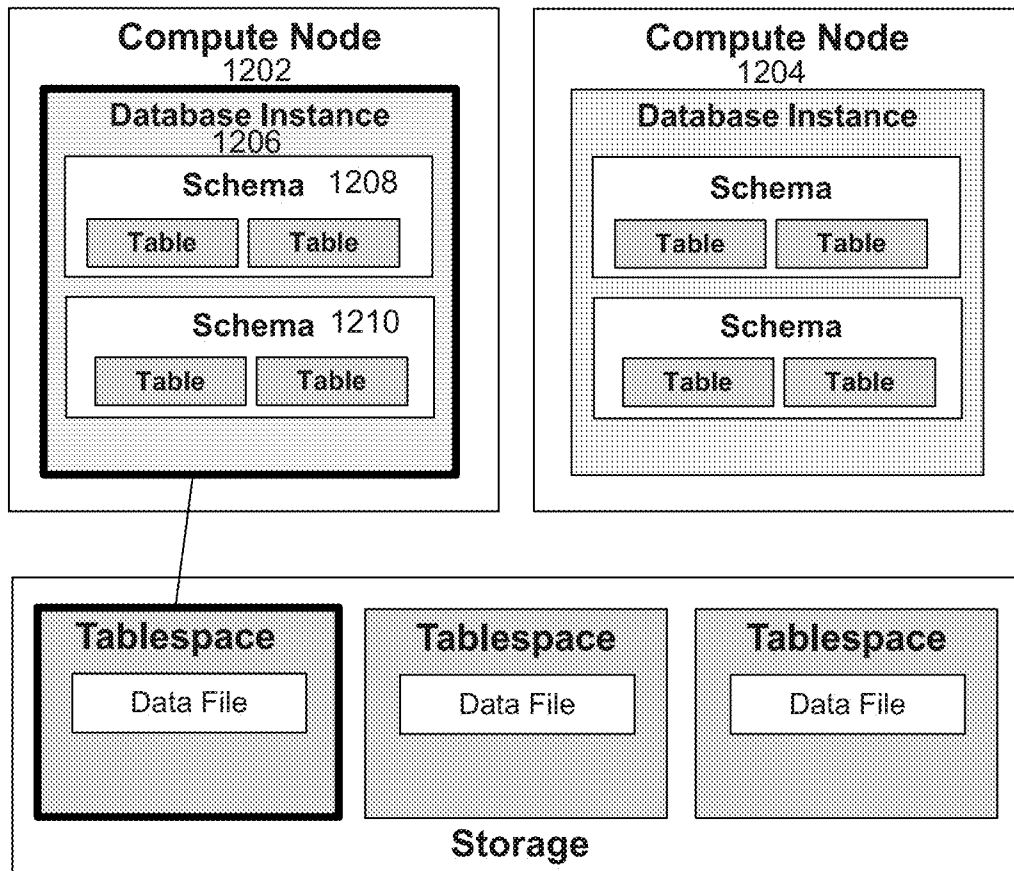 Compute Node
1202
Database Instance
1206
Schema 1208
Table Table
Schema 1210
Table Table
Compute Node
1204
Database Instance
Schema
Table Table
Schema
Table Table
Tablespace
Data File
Tablespace
Data File
Tablespace
Data File
Storage